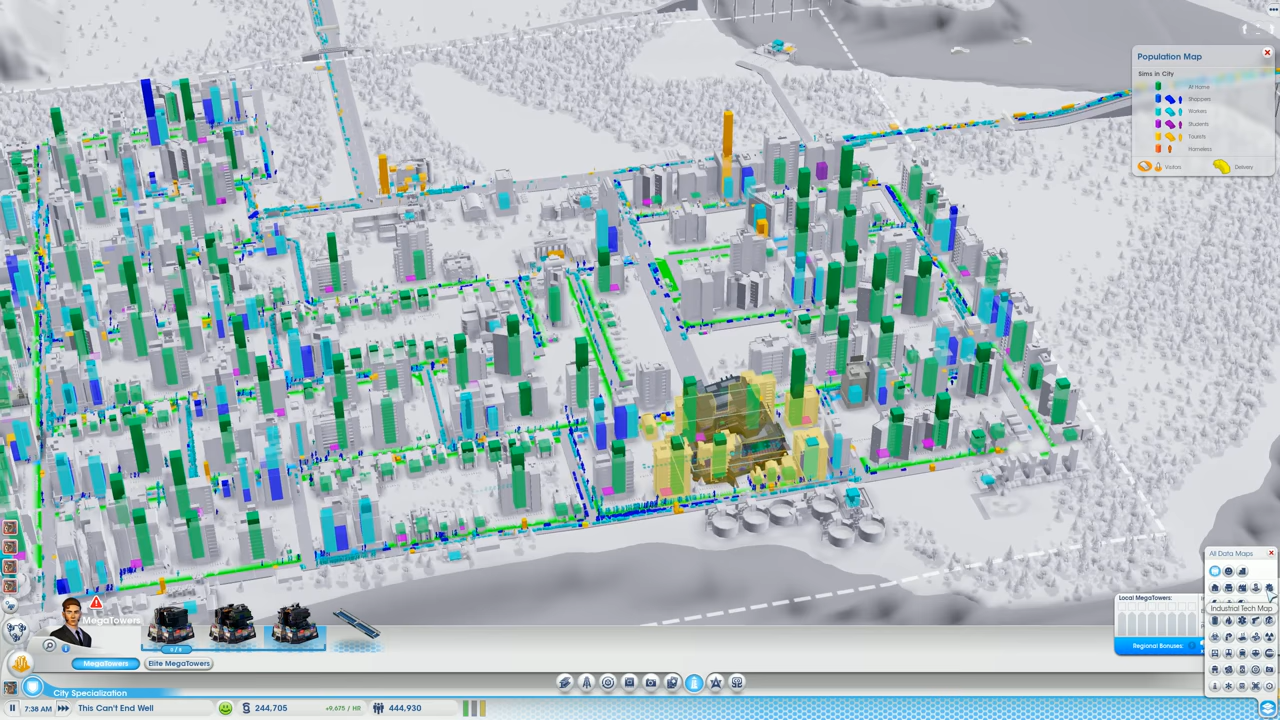 Population Map
Sims in City
At Home
Shoppers
Workers
Students
Tourists
Homeless
Visitors
Delivery
All Data Maps
Industrial Tech Map
Local MegaTowers:
Regional Bonuses:
MegaTowers
0 / 8
MegaTowers
Elite MegaTowers
City Specialization
7:38 AM
This Can't End Well
244,705
+9,675 / HR
444,930